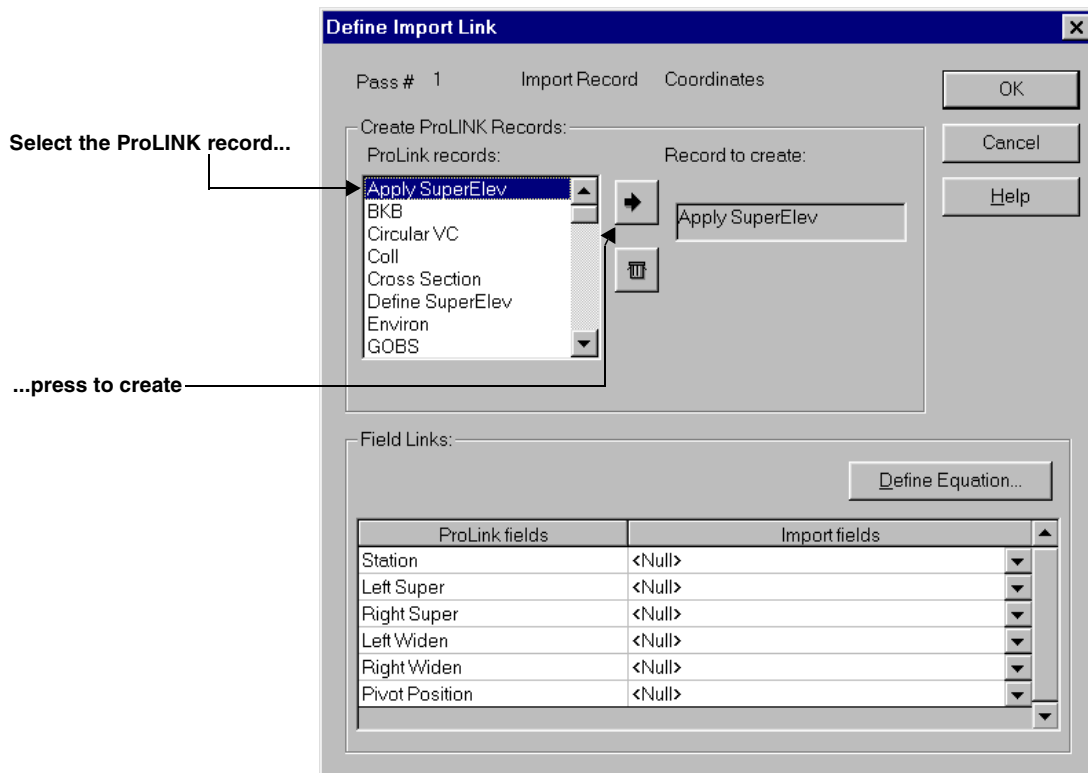 Define Import Link
Pass # 1 Import Record Coordinates
OK
Cancel
Help
Select the ProLINK record...
Create ProLINK Records:
ProLink records:
Record to create:
Apply SuperElev
BKB
Circular VC
Coll
Cross Section
Define SuperElev
Environ
GOBS
Apply SuperElev
...press to create
Field Links:
Define Equation...
ProLink fields Import fields
Station <Null>
Left Super <Null>
Right Super <Null>
Left Widen <Null>
Right Widen <Null>
Pivot Position <Null>